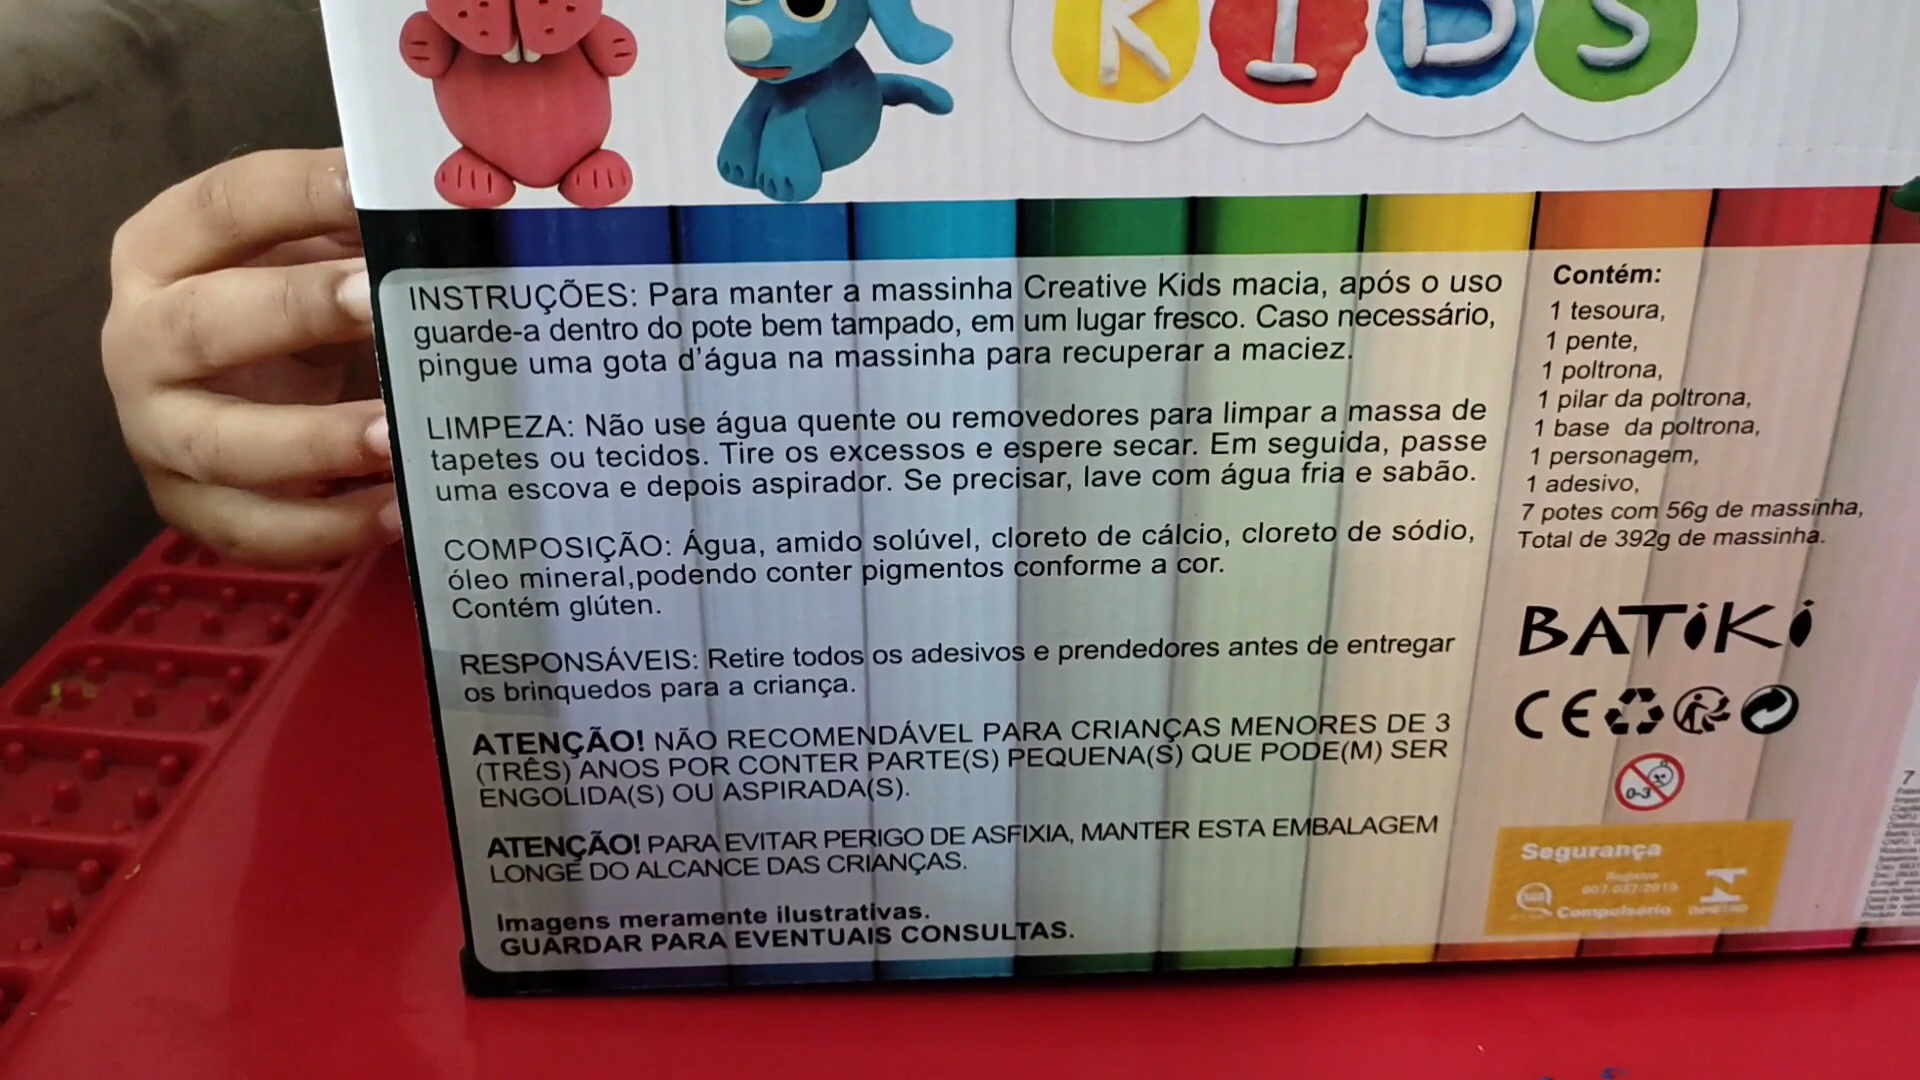 KIDS
INSTRUÇÕES: Para manter a massinha Creative Kids macia, após o uso
guarde-a dentro do pote bem tampado, em um lugar fresco. Caso necessário,
pingue uma gota d'água na massinha para recuperar a maciez.
LIMPEZA: Não use água quente ou removedores para limpar a massa de
tapetes ou tecidos. Tire os excessos e espere secar. Em seguida, passe
uma escova e depois aspirador. Se precisar, lave com água fria e sabão.
COMPOSIÇÃO: Água, amido solúvel, cloreto de cálcio, cloreto de sódio,
óleo mineral,podendo conter pigmentos conforme a cor.
Contém glúten.
RESPONSÁVEIS: Retire todos os adesivos e prendedores antes de entregar
os brinquedos para a criança.
ATENÇÃO! NÃO RECOMENDÁVEL PARA CRIANÇAS MENORES DE 3
(TRÊS) ANOS POR CONTER PARTE(S) PEQUENA(S) QUE PODE(M) SER
ENGOLIDA(S) OU ASPIRADA(S).
ATENÇÃO! PARA EVITAR PERIGO DE ASFIXIA, MANTER ESTA EMBALAGEM
LONGE DO ALCANCE DAS CRIANÇAS.
Imagens meramente ilustrativas.
GUARDAR PARA EVENTUAIS CONSULTAS.
Contém:
1 tesoura,
1 pente,
1 poltrona,
1 pilar da poltrona,
1 base da poltrona,
1 personagem,
1 adesivo,
7 potes com 56g de massinha,
Total de 392g de massinha.
BATiKi
CE
0-3
Segurança
Registro
007.037/2019
Compulsório
INMETRO
7